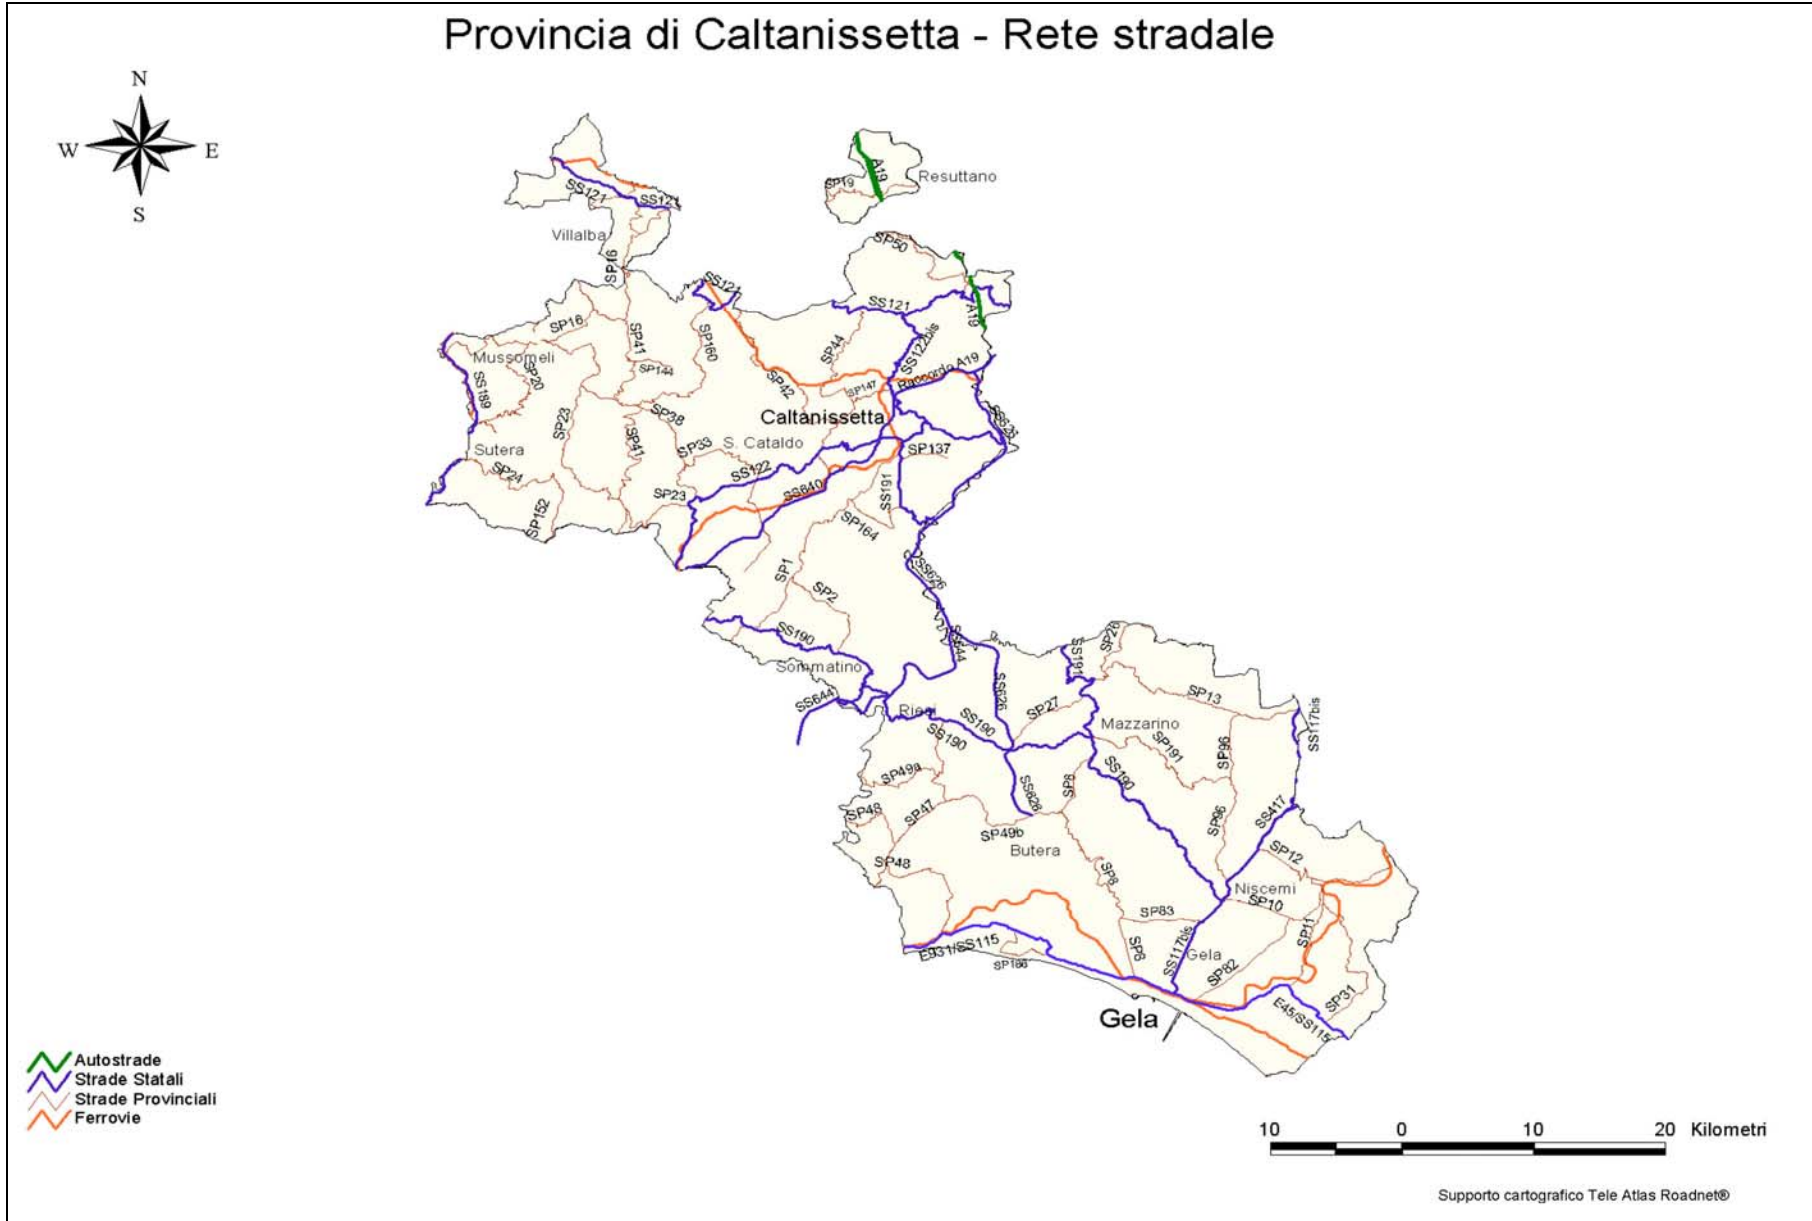 Provincia di Caltanissetta - Rete stradale
N
W
E
S
A19
SP19
Resuttano
SS121
SS121
Villalba
SP16
SP50
SS121
SS121
A19
SP16
SP41
SP160
SP44
SS122bis
Mussomeli
SP20
SP144
SP42
SP147
Raccordo A19
SS189
SP23
SP38
Caltanissetta
SS626
SP41
SP33
S. Cataldo
Sutera
SP137
SP24
SS122
SS640
SS191
SP23
SP152
SP164
SP1
SS626
SP2
SS190
SS644
SS191
SP26
Sommatino
SS644
SS626
SP13
Riesi
SS190
SP27
SS190
Mazzarino
SS117bis
SP191
SP96
SP49a
SS190
SS626
SP8
SP48
SP47
SP49b
SP96
SS417
Butera
SP48
SP8
SP12
Niscemi
SP10
SP83
SP11
E931/SS115
SP188
SP8
SS117bis
Gela
SP82
SP31
E45/SS115
Gela
Autostrade
Strade Statali
Strade Provinciali
Ferrovie
10 0 10 20 Kilometri
Supporto cartografico Tele Atlas Roadnet®